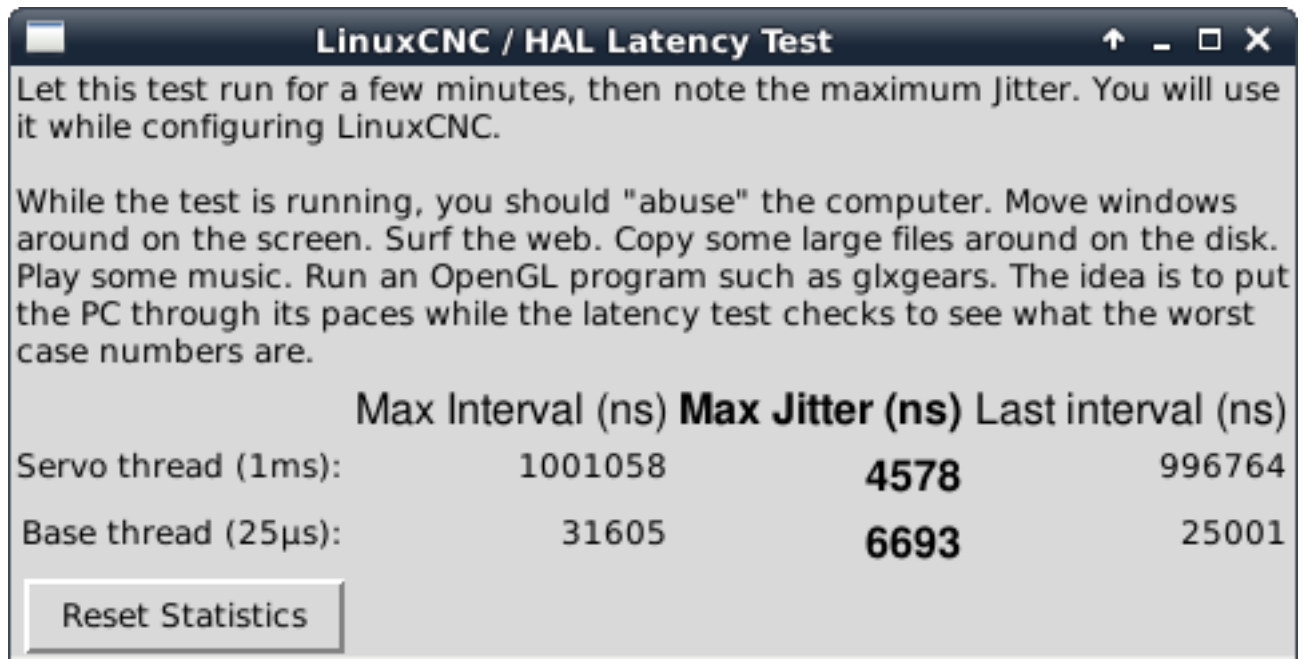 LinuxCNC / HAL Latency Test
Let this test run for a few minutes, then note the maximum Jitter. You will use
it while configuring LinuxCNC.
While the test is running, you should "abuse" the computer. Move windows
around on the screen. Surf the web. Copy some large files around on the disk.
Play some music. Run an OpenGL program such as glxgears. The idea is to put
the PC through its paces while the latency test checks to see what the worst
case numbers are.
Max Interval (ns) Max Jitter (ns) Last interval (ns)
Servo thread (1ms): 1001058 4578 996764
Base thread (25µs): 31605 6693 25001
Reset Statistics